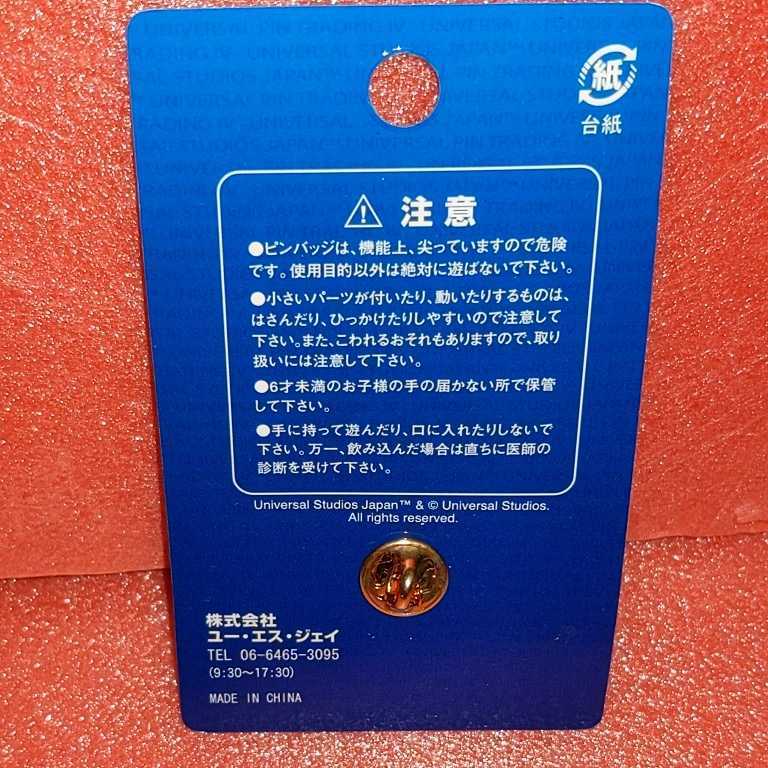 紙
台紙
注意
●ピンバッジは、機能上、尖っていますので危険
です。使用目的以外は絶対に遊ばないで下さい。
●小さいパーツが付いたり、動いたりするものは、
はさんだり、ひっかけたりしやすいので注意して
下さい。また、こわれるおそれもありますので、取り
扱いには注意して下さい。
●6才未満のお子様の手の届かない所で保管
して下さい。
●手に持って遊んだり、口に入れたりしないで
下さい。万一、飲み込んだ場合は直ちに医師の
診断を受けて下さい。
Universal Studios Japan™ & © Universal Studios.
All rights reserved.
株式会社
ユー・エス・ジェイ
TEL 06-6465-3095
(9:30～17:30)
MADE IN CHINA